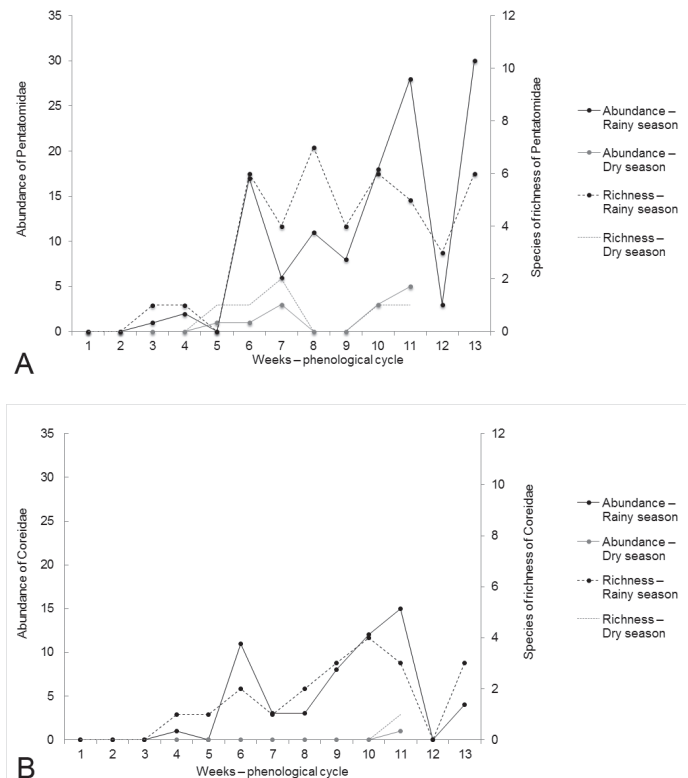 35
30
25
20
15
10
5
0
Abundance of Pentatomidae
12
10
8
6
4
2
0
Species of richness of Pentatomidae
1 2 3 4 5 6 7 8 9 10 11 12 13
Weeks – phenological cycle
Abundance –
Rainy season
Abundance –
Dry season
Richness –
Rainy season
Richness –
Dry season
A
35
30
25
20
15
10
5
0
Abundance of Coreidae
12
10
8
6
4
2
0
Species of richness of Coreidae
1 2 3 4 5 6 7 8 9 10 11 12 13
Weeks – phenological cycle
Abundance –
Rainy season
Abundance –
Dry season
Richness –
Rainy season
Richness –
Dry season
B